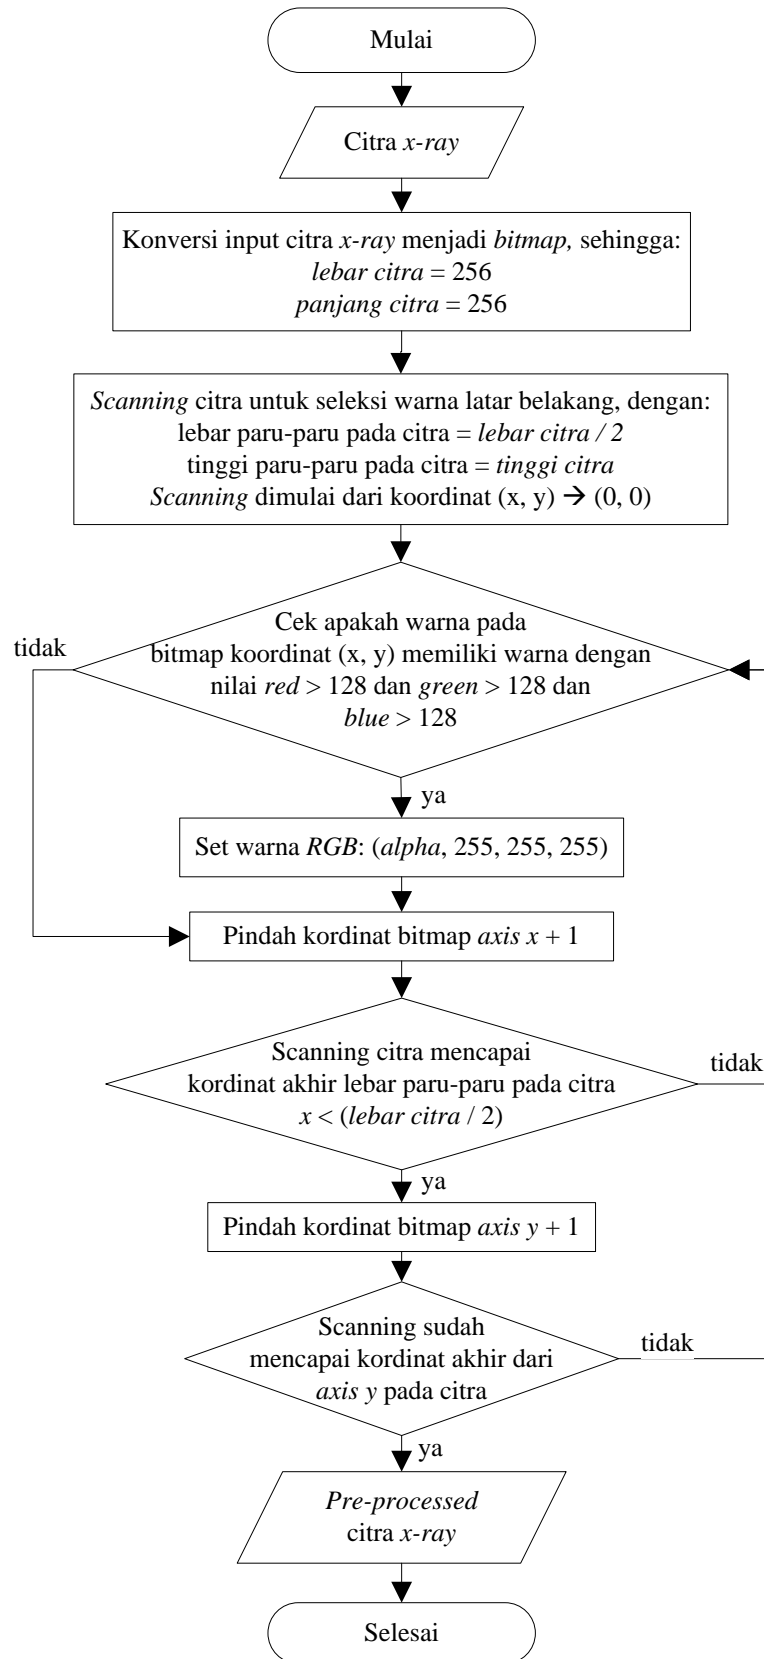 Mulai
Citra x-ray
Konversi input citra x-ray menjadi bitmap, sehingga:
lebar citra = 256
panjang citra = 256
Scanning citra untuk seleksi warna latar belakang, dengan:
lebar paru-paru pada citra = lebar citra / 2
tinggi paru-paru pada citra = tinggi citra
Scanning dimulai dari koordinat (x, y) → (0, 0)
Cek apakah warna pada
bitmap koordinat (x, y) memiliki warna dengan
nilai red > 128 dan green > 128 dan
blue > 128
tidak
ya
Set warna RGB: (alpha, 255, 255, 255)
Pindah kordinat bitmap axis x + 1
Scanning citra mencapai
kordinat akhir lebar paru-paru pada citra
x < (lebar citra / 2)
tidak
ya
Pindah kordinat bitmap axis y + 1
Scanning sudah
mencapai kordinat akhir dari
axis y pada citra
tidak
ya
Pre-processed
citra x-ray
Selesai